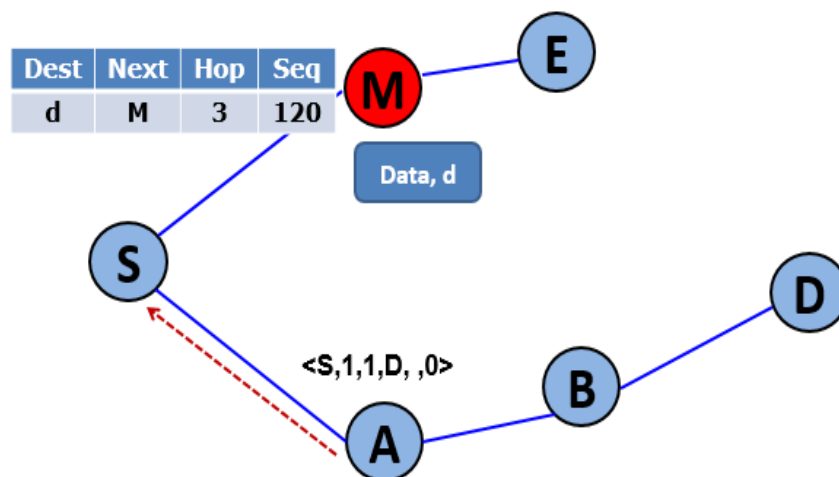 Dest Next Hop Seq
d M 3 120
M
E
Data, d
S
D
<S,1,1,D, ,0>
B
A